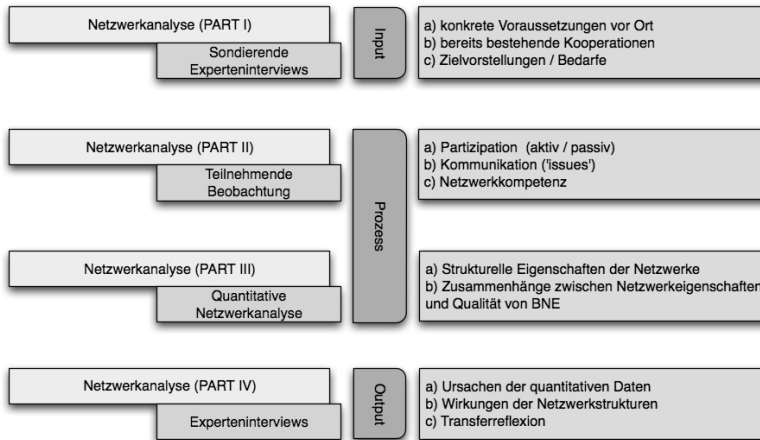 Netzwerkanalyse (PART I)
Sondierende
Experteninterviews
Input
a) konkrete Voraussetzungen vor Ort
b) bereits bestehende Kooperationen
c) Zielvorstellungen / Bedarfe
Netzwerkanalyse (PART II)
Teilnehmende
Beobachtung
Prozess
a) Partizipation (aktiv / passiv)
b) Kommunikation ('issues')
c) Netzwerkkompetenz
Netzwerkanalyse (PART III)
Quantitative
Netzwerkanalyse
a) Strukturelle Eigenschaften der Netzwerke
b) Zusammenhänge zwischen Netzwerkeigenschaften
und Qualität von BNE
Netzwerkanalyse (PART IV)
Experteninterviews
Output
a) Ursachen der quantitativen Daten
b) Wirkungen der Netzwerkstrukturen
c) Transferreflexion